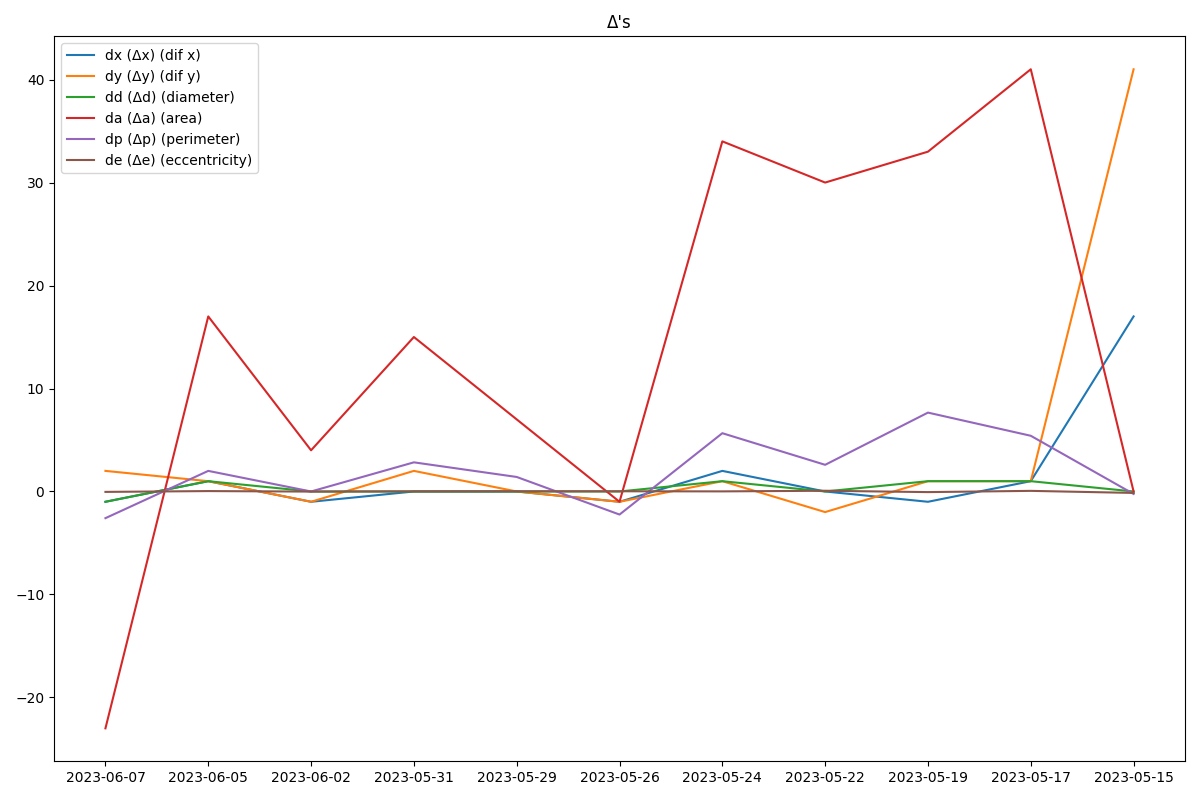 Δ's
dx (Δx) (dif x)
dy (Δy) (dif y)
dd (Δd) (diameter)
da (Δa) (area)
dp (Δp) (perimeter)
de (Δe) (eccentricity)
40
30
20
10
0
−10
−20
2023-06-07 2023-06-05 2023-06-02 2023-05-31 2023-05-29 2023-05-26 2023-05-24 2023-05-22 2023-05-19 2023-05-17 2023-05-15